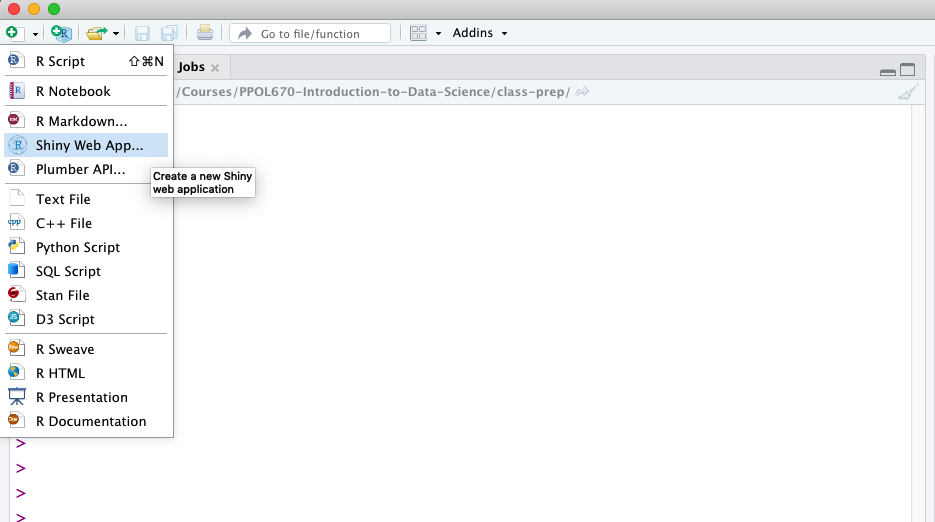 Go to file/function
Addins
R Script ⇧⌘N
Jobs
R Notebook
/Courses/PPOL670-Introduction-to-Data-Science/class-prep/
R Markdown...
Shiny Web App...
Plumber API...
Create a new Shiny
web application
Text File
C++ File
Python Script
SQL Script
Stan File
D3 Script
R Sweave
R HTML
R Presentation
R Documentation
>
>
>
>